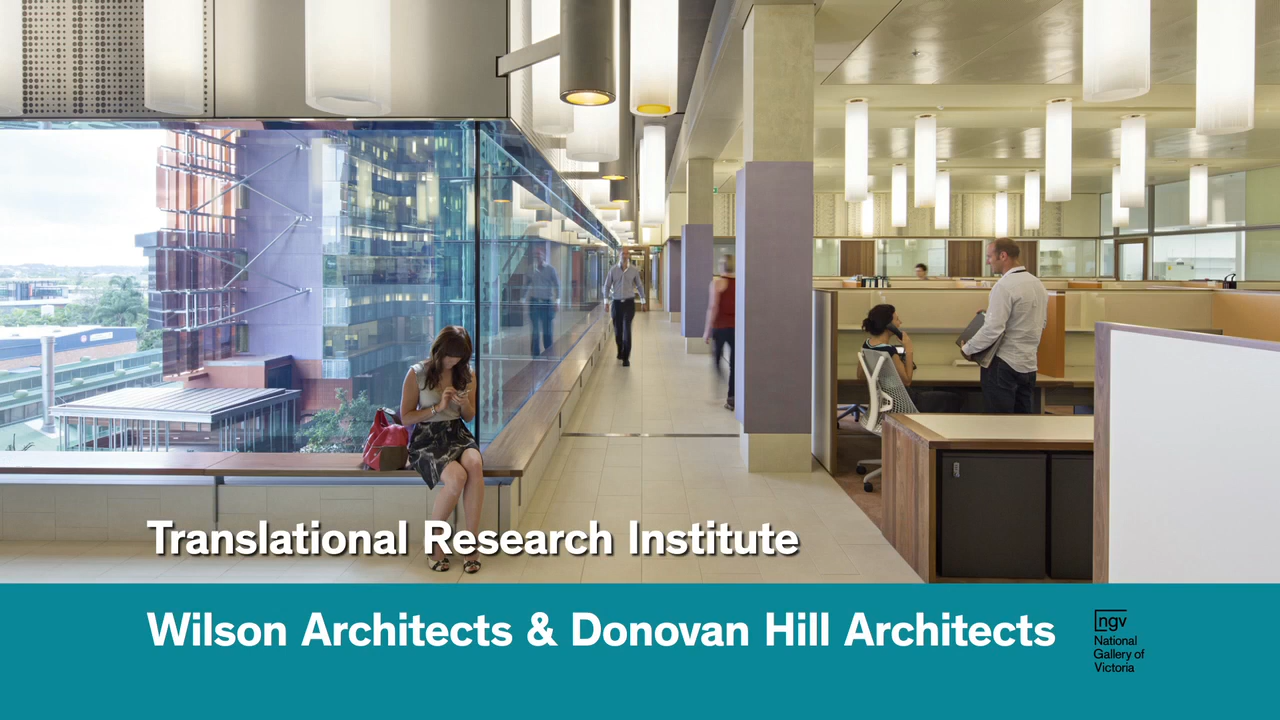 Translational Research Institute
Wilson Architects & Donovan Hill Architects
ngv
National
Gallery of
Victoria